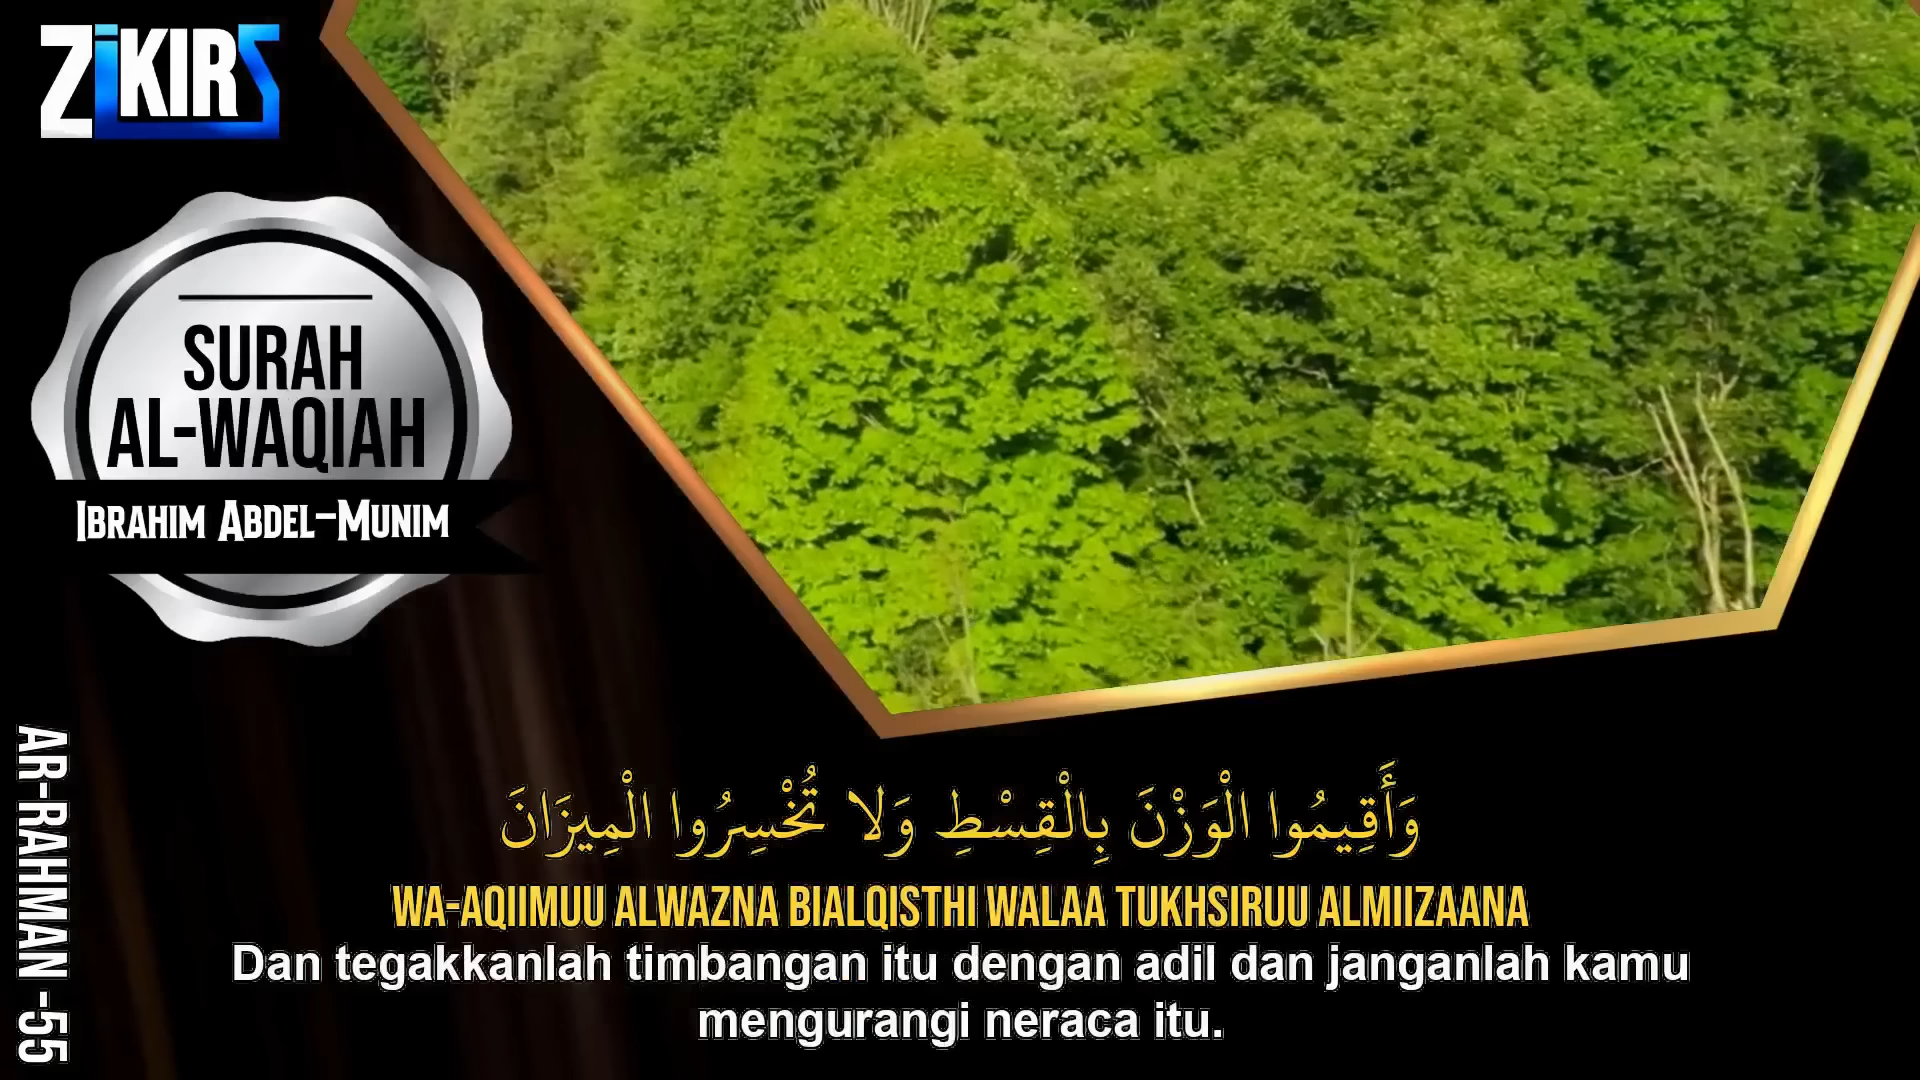 ZiKIRS
SURAH
AL-WAQIAH
IBRAHIM ABDEL-MUNIM
AR-RAHMAN -55
وَأَقِيمُوا الْوَزْنَ بِالْقِسْطِ وَلا تُخْسِرُوا الْمِيزَانَ
WA-AQIIMUU ALWAZNA BIALQISTHI WALAA TUKHSIRUU ALMIIZAANA
Dan tegakkanlah timbangan itu dengan adil dan janganlah kamu
mengurangi neraca itu.